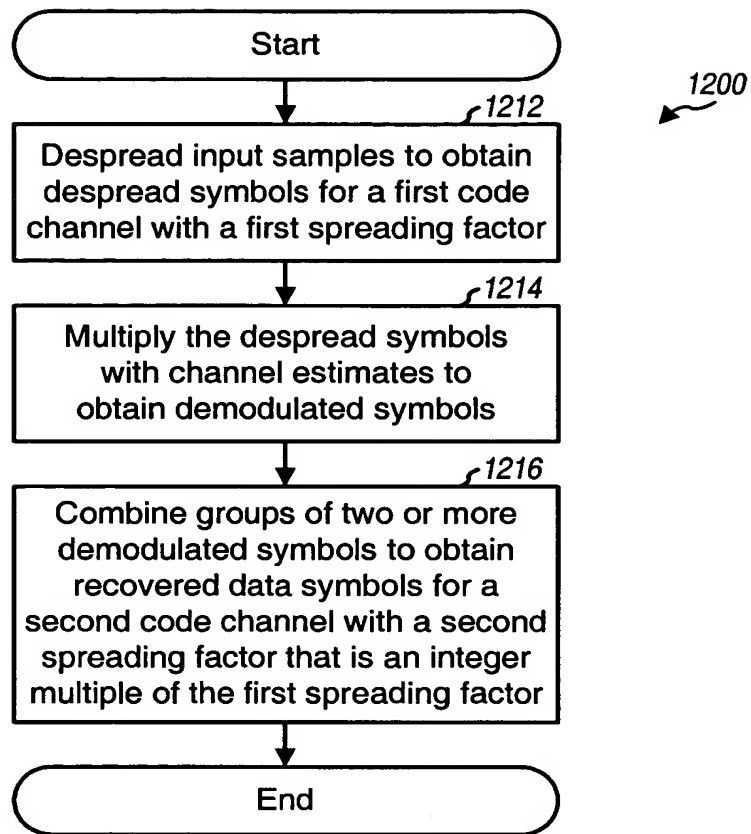 Start
1200
1212
Despread input samples to obtain
despread symbols for a first code
channel with a first spreading factor
1214
Multiply the despread symbols
with channel estimates to
obtain demodulated symbols
1216
Combine groups of two or more
demodulated symbols to obtain
recovered data symbols for a
second code channel with a second
spreading factor that is an integer
multiple of the first spreading factor
End